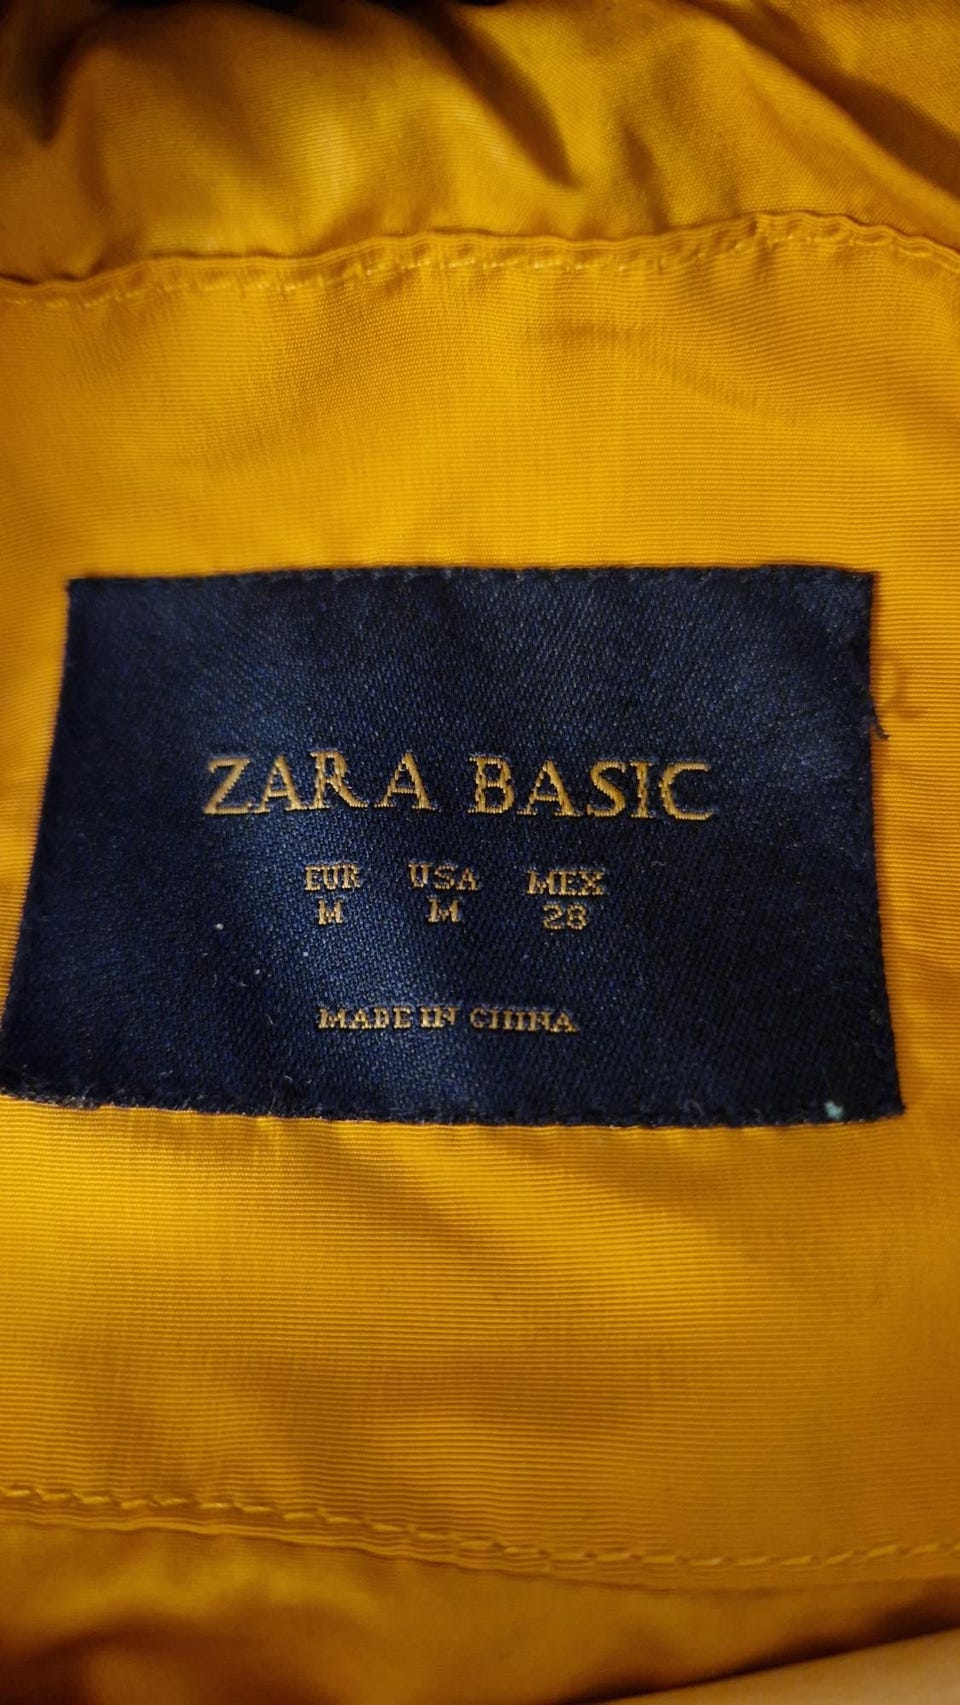 ZARA BASIC
EUR USA MEX
M M 28
MADE IN CHINA